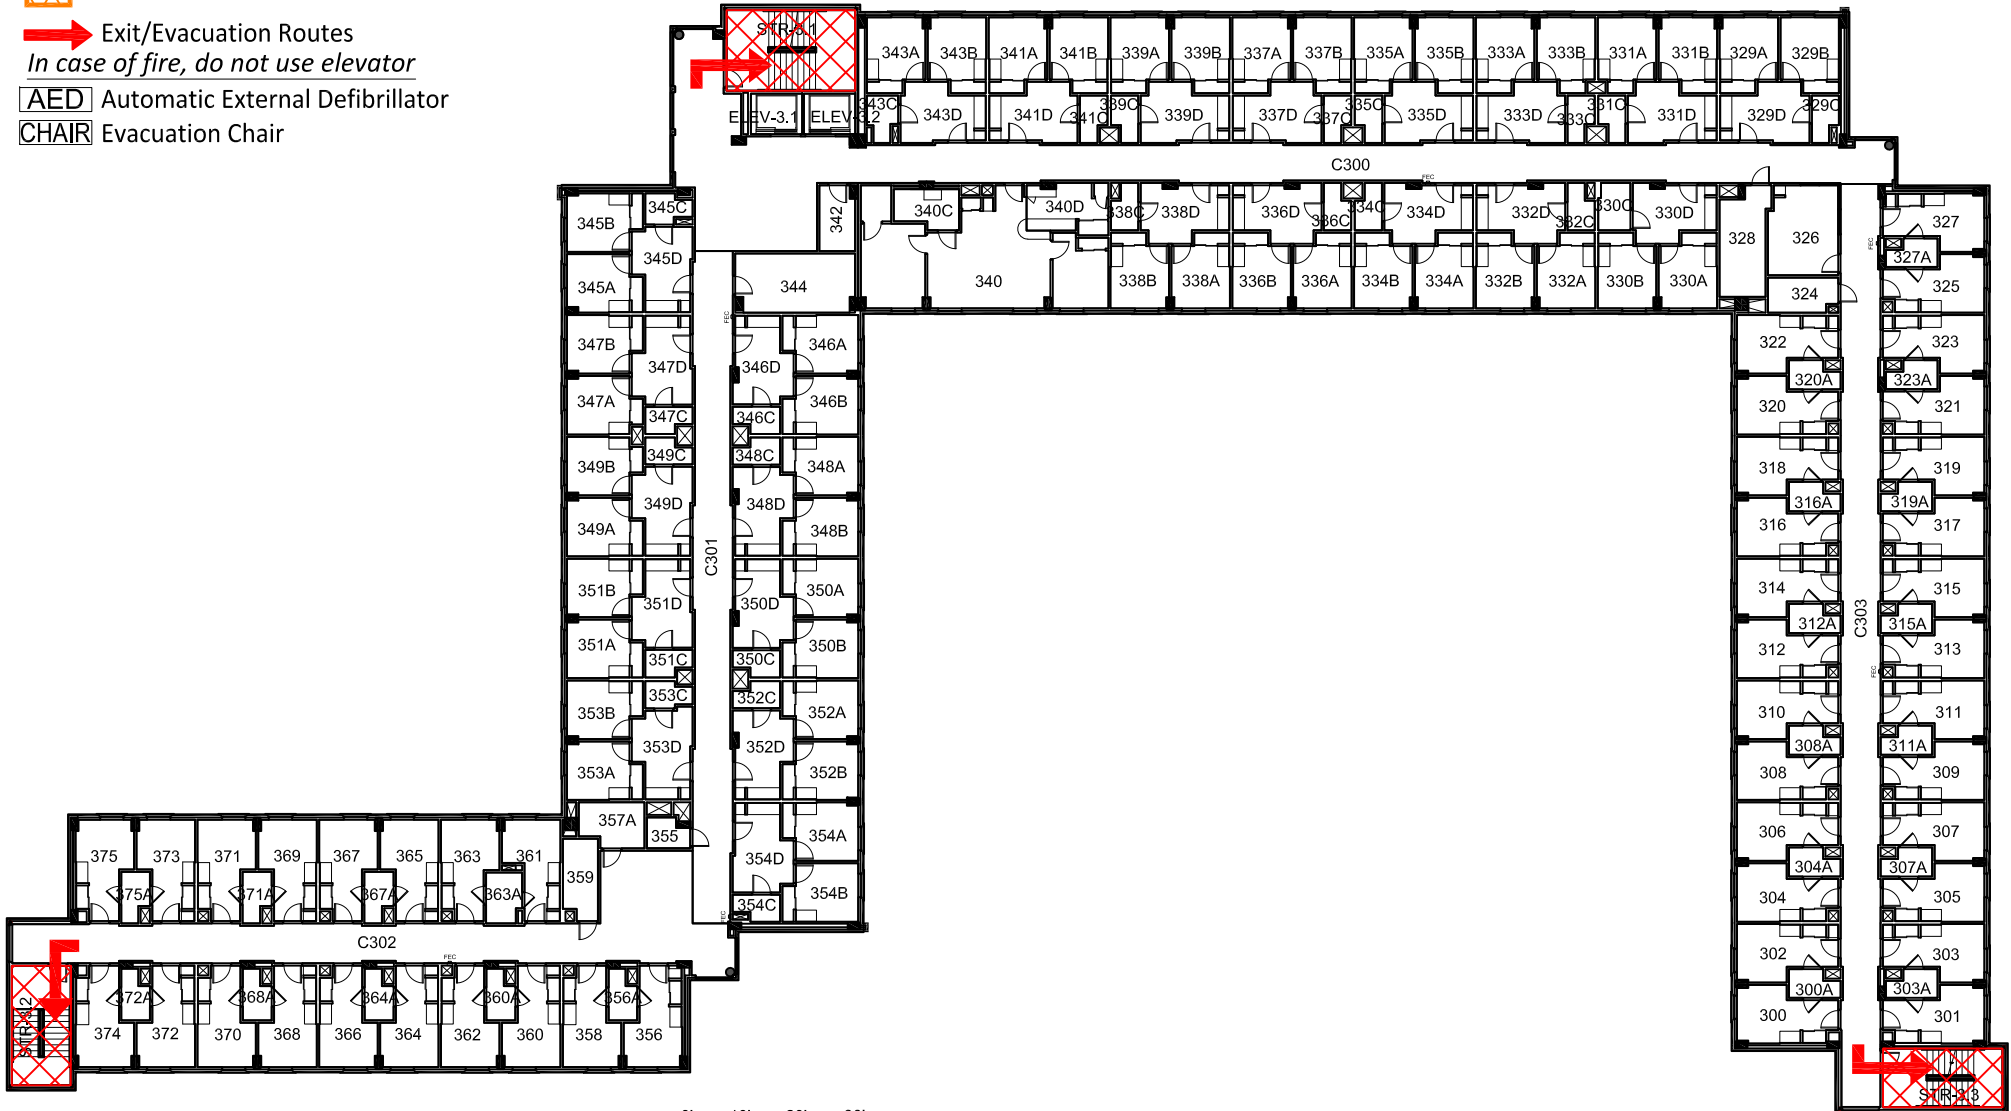 Exit/Evacuation Routes
In case of fire, do not use elevator
AED Automatic External Defibrillator
CHAIR Evacuation Chair
STR-3.1
343A 343B 341A 341B 339A 339B 337A 337B 335A 335B 333A 333B 331A 331B 329A 329B
ELEV-3.1 ELEV-3.2 343C 343D 341D 341C 339C 339D 337D 337C 335C 335D 333D 333C 331C 331D 329D 329C
C300
FEC
342 340C 340D 338C 338D 336D 336C 334C 334D 332D 332C 330C 330D 328 326
340 338B 338A 336B 336A 334B 334A 332B 332A 330B 330A 324
344
345C
345B 345D
345A
347B 347D
347A
347C
349C
349B
349D
349A
351B 351D
351A
351C
353C
353B
353D
353A
357A 355
359
C301
FEC
346A
346D
346B
346C
348C
348A
348D
348B
350A
350D
350B
350C
352C
352A
352D
352B
354A
354D
354B
354C
FEC
375 373 371 369 367 365 363 361
375A 371A 367A 363A
C302
FEC
STR-3.2
372A 368A 364A 360A 356A
374 372 370 368 366 364 362 360 358 356
327
FEC
327A
325
322 323
320A 323A
320 321
318 319
316A 319A
316 317
314 315
312A 315A
C303
312 313
FEC
310 311
308A 311A
308 309
306 307
304A 307A
304 305
302 303
300A 303A
300 301
STR-3.3